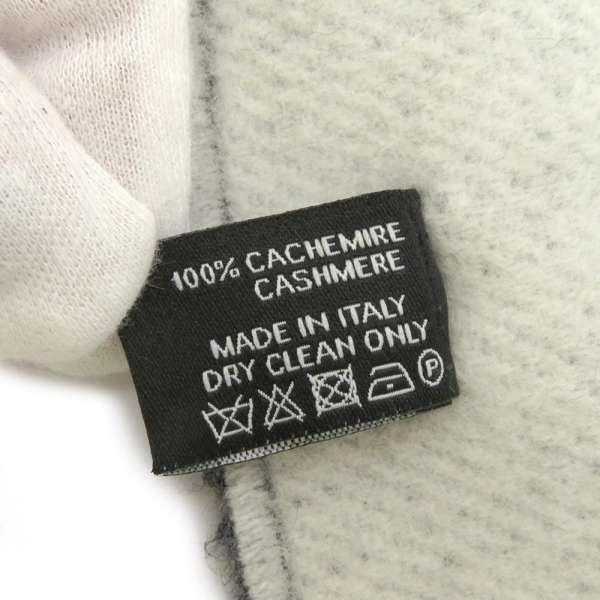 100% CACHEMIRE
CASHMERE
MADE IN ITALY
DRY CLEAN ONLY
P